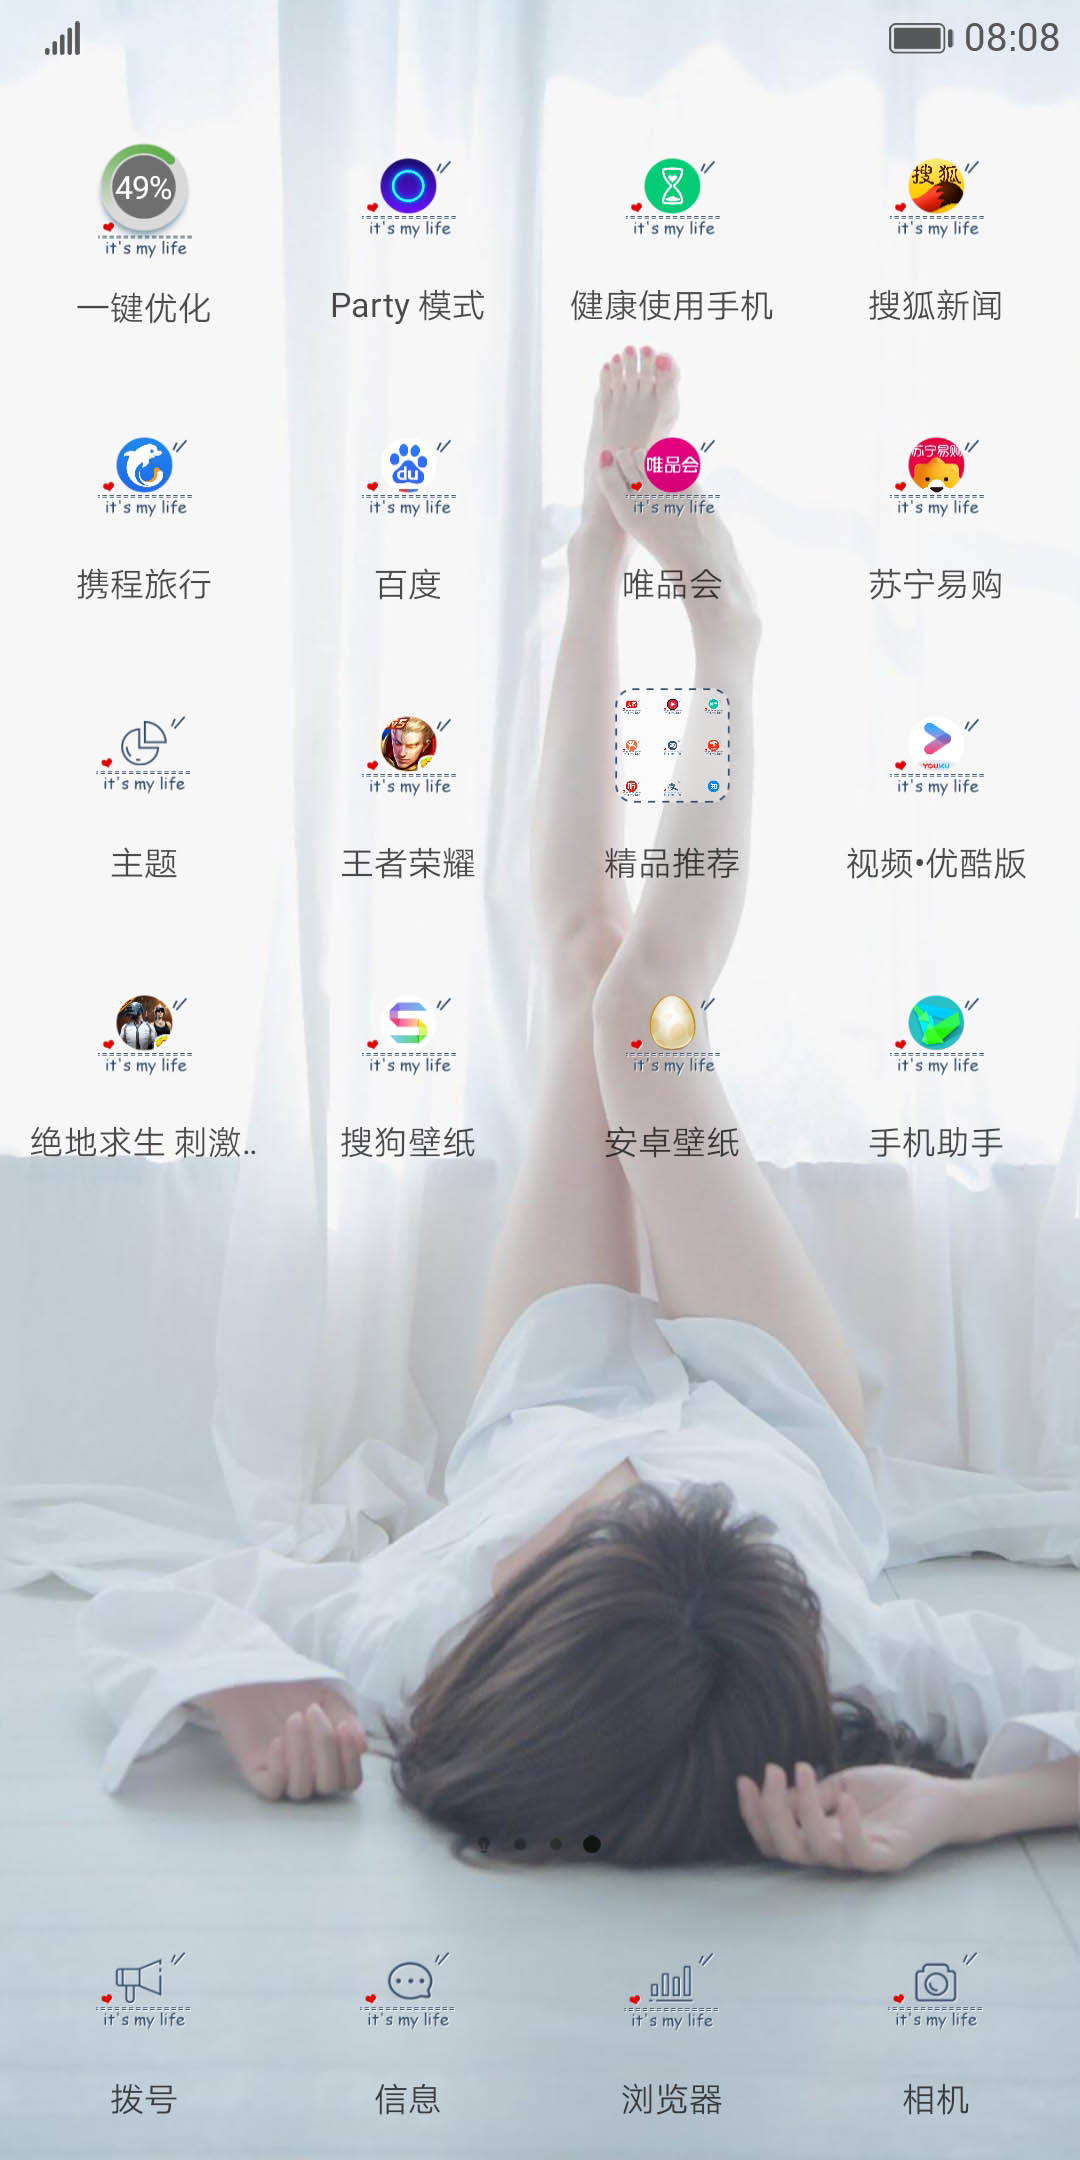 08:08
49%
it's my life
it's my life
it's my life
搜狐
it's my life
一键优化
Party 模式
健康使用手机
搜狐新闻
it's my life
du
it's my life
唯品会
it's my life
苏宁易购
it's my life
携程旅行
百度
唯品会
苏宁易购
it's my life
it's my life
YOUKU
it's my life
主题
王者荣耀
精品推荐
视频•优酷版
it's my life
it's my life
it's my life
it's my life
绝地求生 刺激..
搜狗壁纸
安卓壁纸
手机助手
it's my life
it's my life
it's my life
it's my life
拨号
信息
浏览器
相机